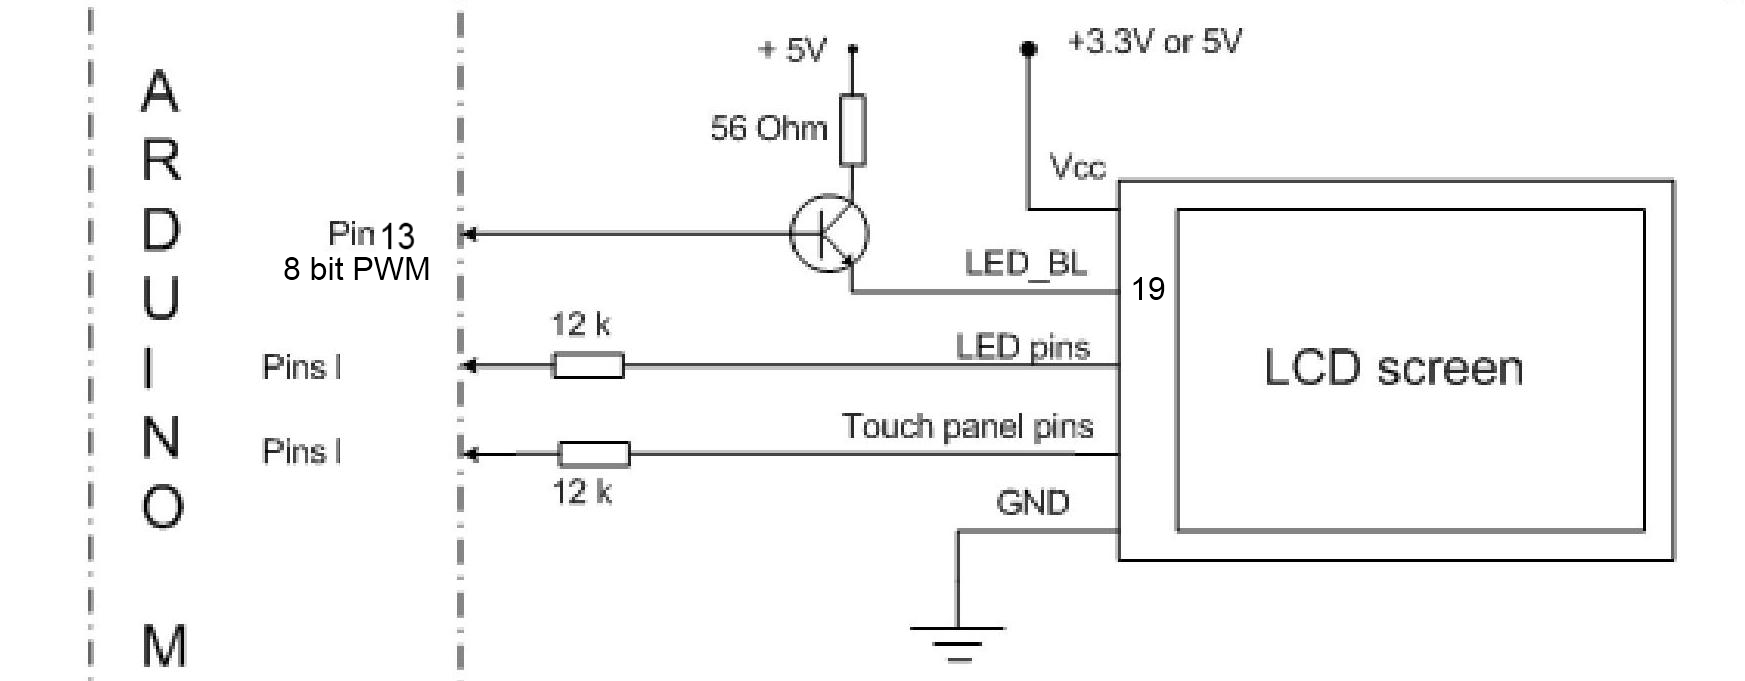 ARDUINO M
+ 5V
+3.3V or 5V
56 Ohm
Vcc
Pin 13
8 bit PWM
LED_BL
19
12 k
Pins I
LED pins
LCD screen
Touch panel pins
Pins I
12 k
GND